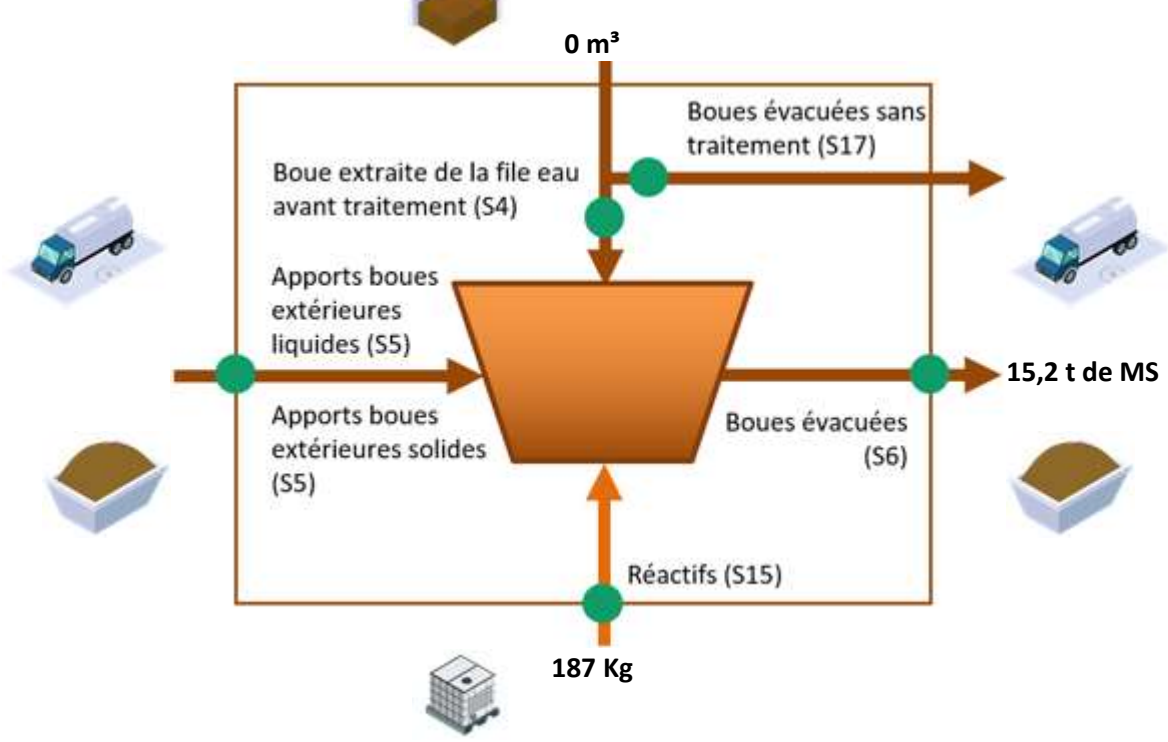 0 m³
Boues évacuées sans
traitement (S17)
Boue extraite de la file eau
avant traitement (S4)
Apports boues
extérieures
liquides (S5)
15,2 t de MS
Apports boues
extérieures solides
(S5)
Boues évacuées
(S6)
Réactifs (S15)
187 Kg